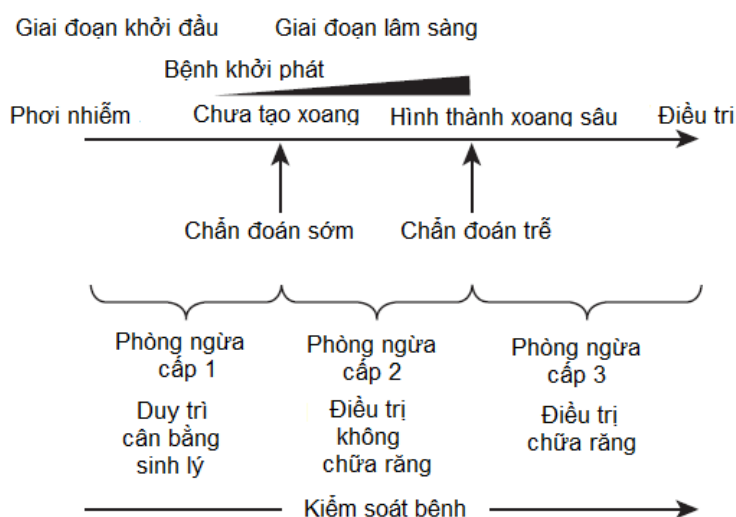 Giai đoạn khởi đầu Giai đoạn lâm sàng
Bệnh khởi phát
Phơi nhiễm Chưa tạo xoang Hình thành xoang sâu Điều tri
Chẩn đoán sớm Chẩn đoán trễ
Phòng ngừa cấp 1
Duy trì cân bằng sinh lý
Phòng ngừa cấp 2
Điều trị không chữa răng
Phòng ngừa cấp 3
Điều trị chữa răng
Kiểm soát bệnh